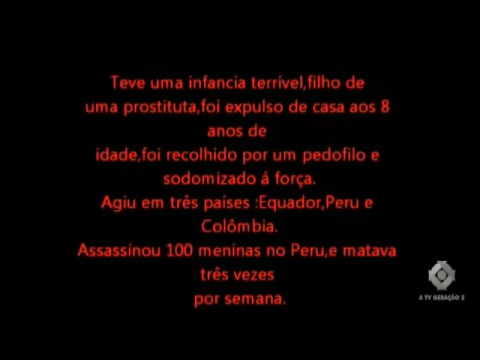 Teve uma infancia terrível,filho de
uma prostituta,foi expulso de casa aos 8
anos de
idade,foi recolhido por um pedofilo e
sodomizado á força.
Agiu em três países :Equador,Peru e
Colômbia.
Assassinou 100 meninas no Peru,e matava
três vezes
por semana.
A TV GERAÇÃO Z